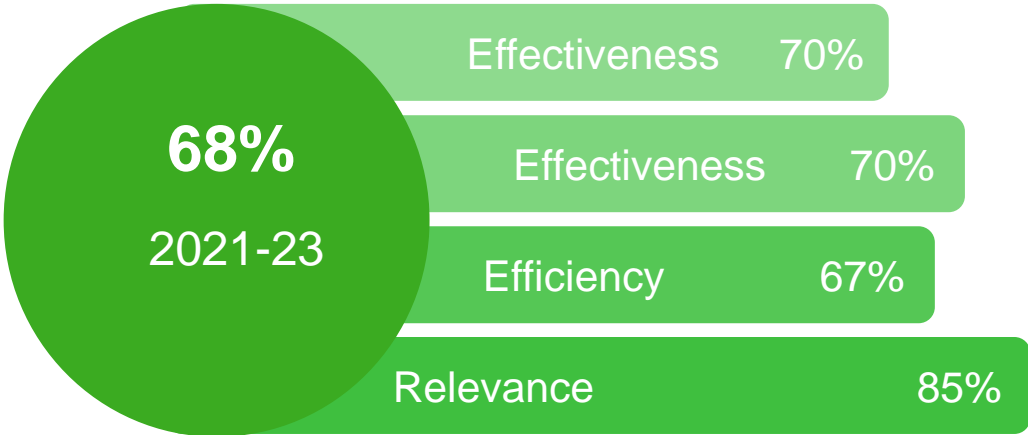 68%
2021-23
Effectiveness 70%
Effectiveness 70%
Efficiency 67%
Relevance 85%